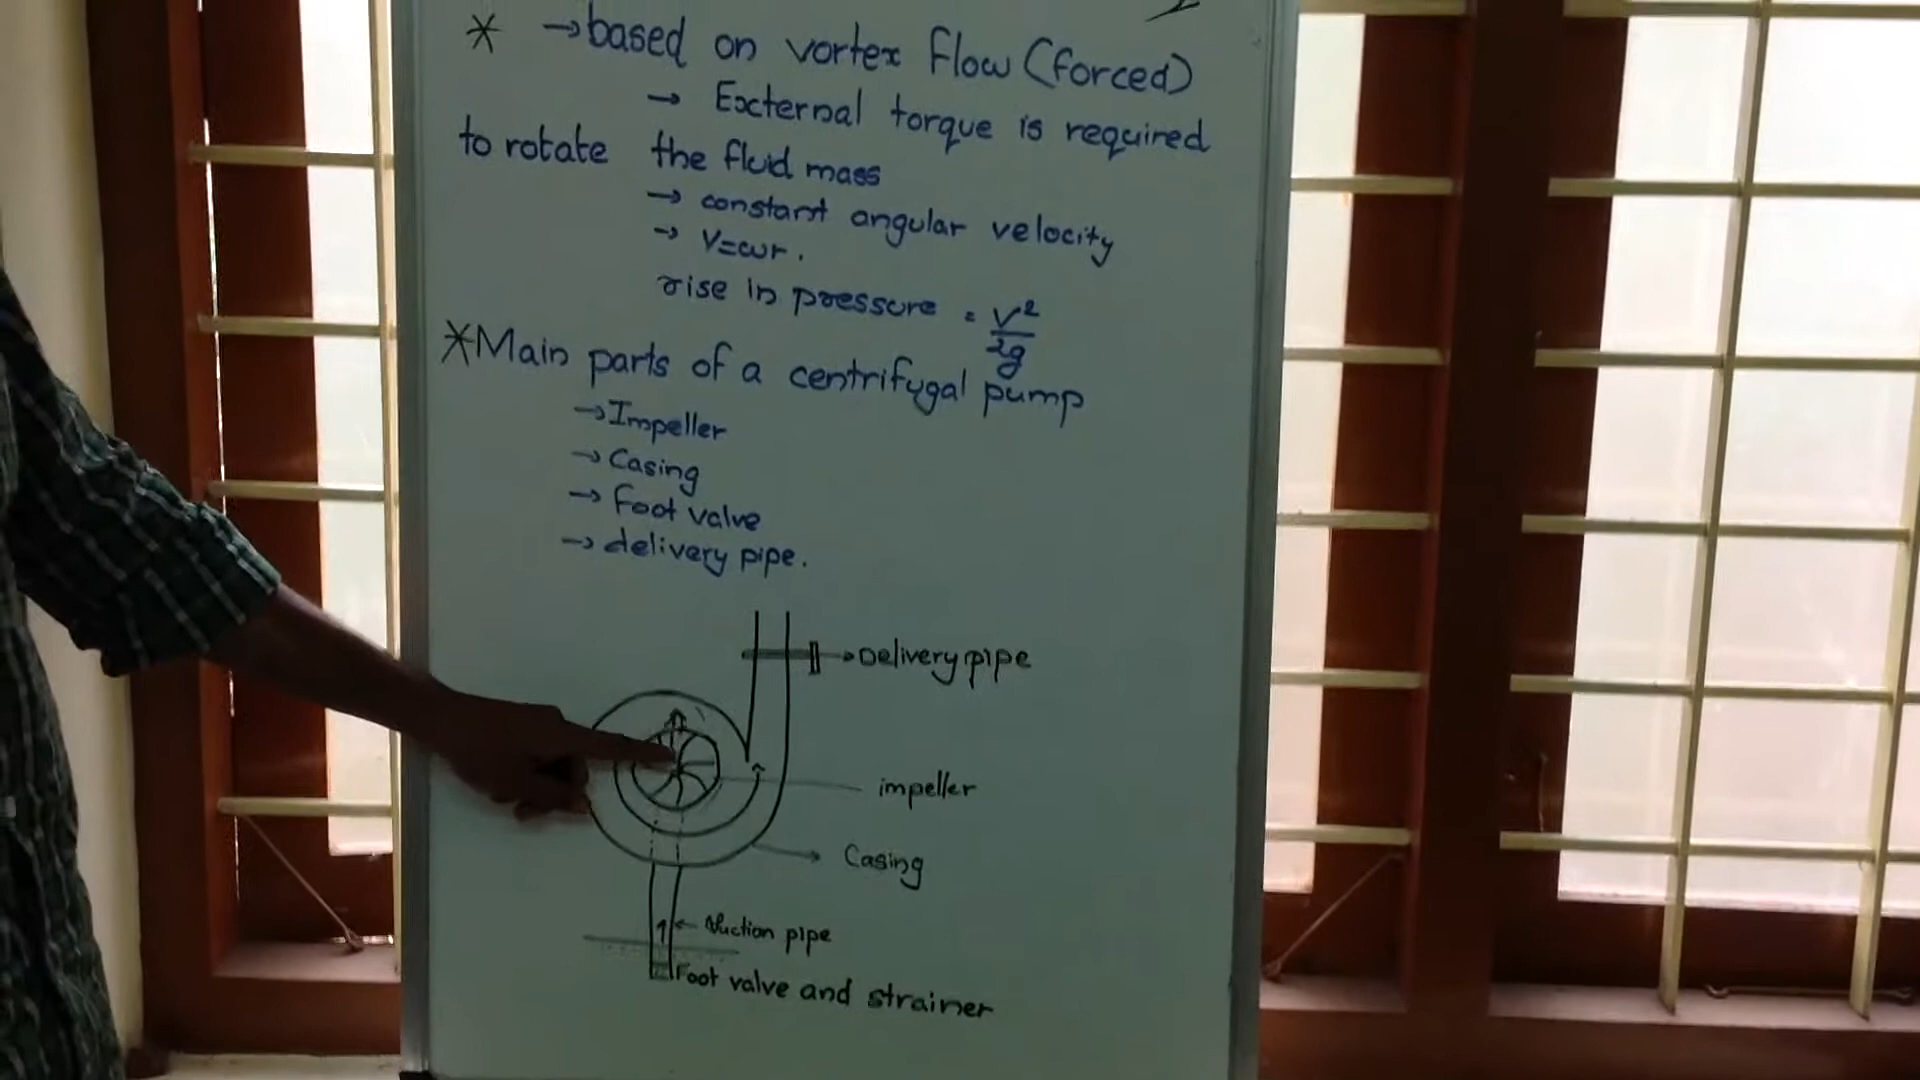 * → based on vortex flow (forced)
→ External torque is required
to rotate the fluid mass
→ constant angular velocity
→ V=ωr.
rise in pressure = V²/2g
* Main parts of a centrifygal pump
→ Impeller
→ Casing
→ Foot valve
→ delivery pipe.
→ Delivery pipe
impeller
Casing
Suction pipe
Foot valve and strainer